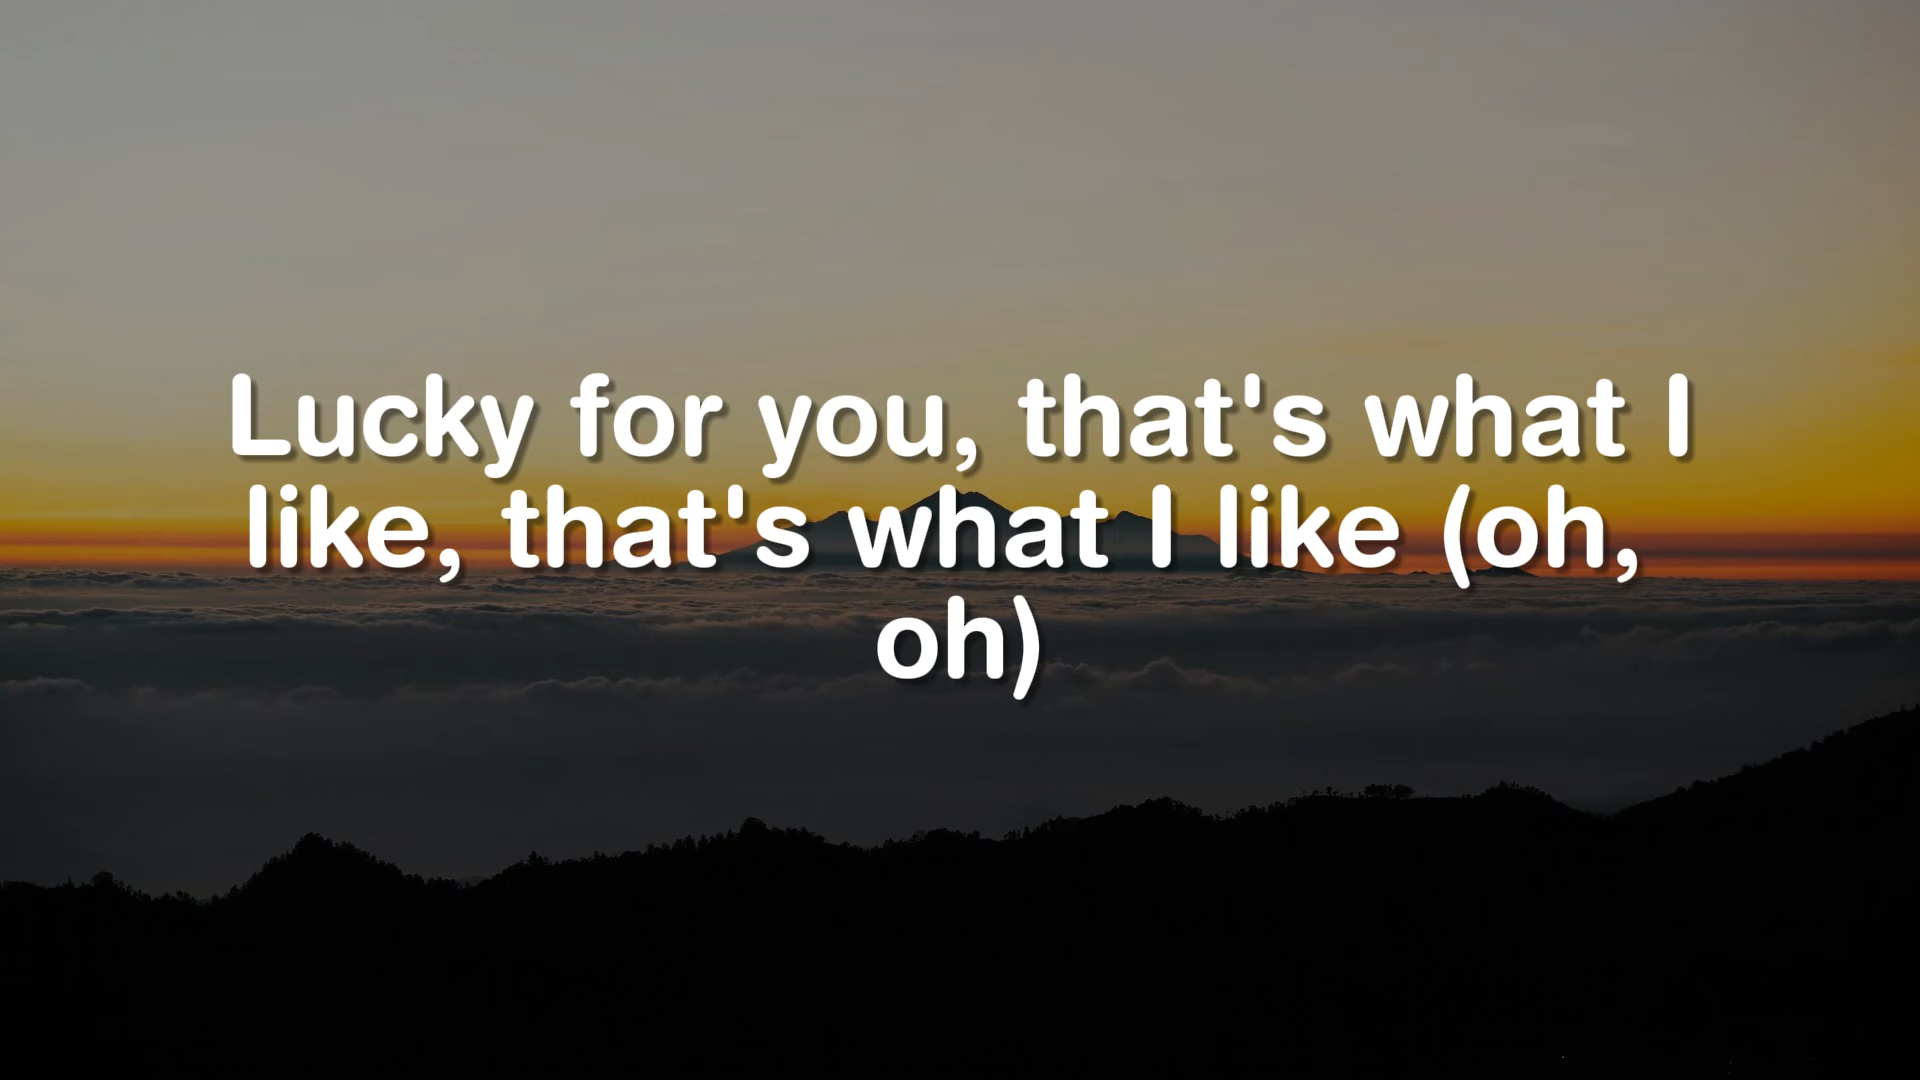 Lucky for you, that's what I
like, that's what I like (oh,
oh)